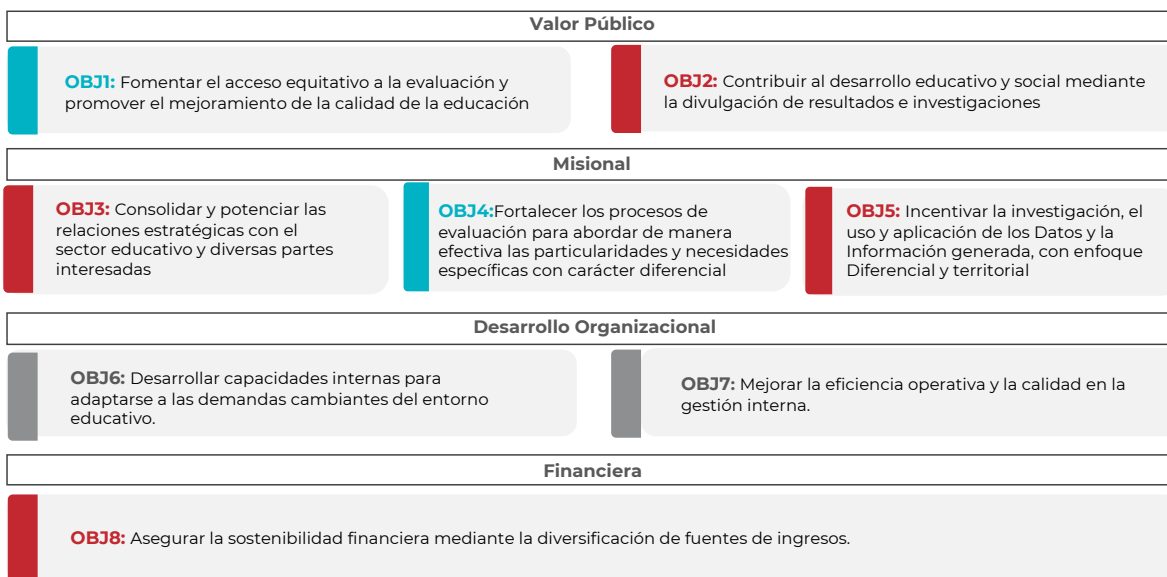 Valor Público
OBJ1: Fomentar el acceso equitativo a la evaluación y
promover el mejoramiento de la calidad de la educación
OBJ2: Contribuir al desarrollo educativo y social mediante
la divulgación de resultados e investigaciones
Misional
OBJ3: Consolidar y potenciar las
relaciones estratégicas con el
sector educativo y diversas partes
interesadas
OBJ4:Fortalecer los procesos de
evaluación para abordar de manera
efectiva las particularidades y necesidades
específicas con carácter diferencial
OBJ5: Incentivar la investigación, el
uso y aplicación de los Datos y la
Información generada, con enfoque
Diferencial y territorial
Desarrollo Organizacional
OBJ6: Desarrollar capacidades internas para
adaptarse a las demandas cambiantes del entorno
educativo.
OBJ7: Mejorar la eficiencia operativa y la calidad en la
gestión interna.
Financiera
OBJ8: Asegurar la sostenibilidad financiera mediante la diversificación de fuentes de ingresos.